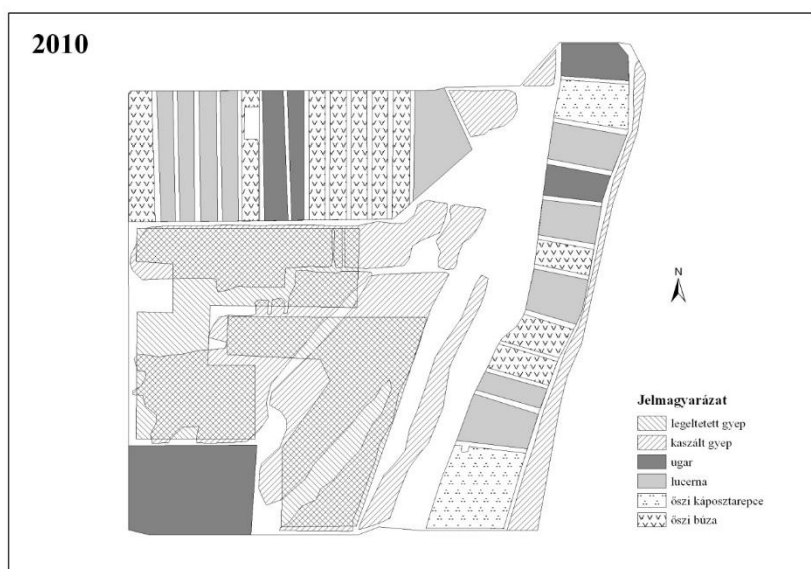 2010
N
Jelmagyarázat
legeltetett gyep
kaszált gyep
ugar
lucerna
őszi káposztarepce
őszi búza